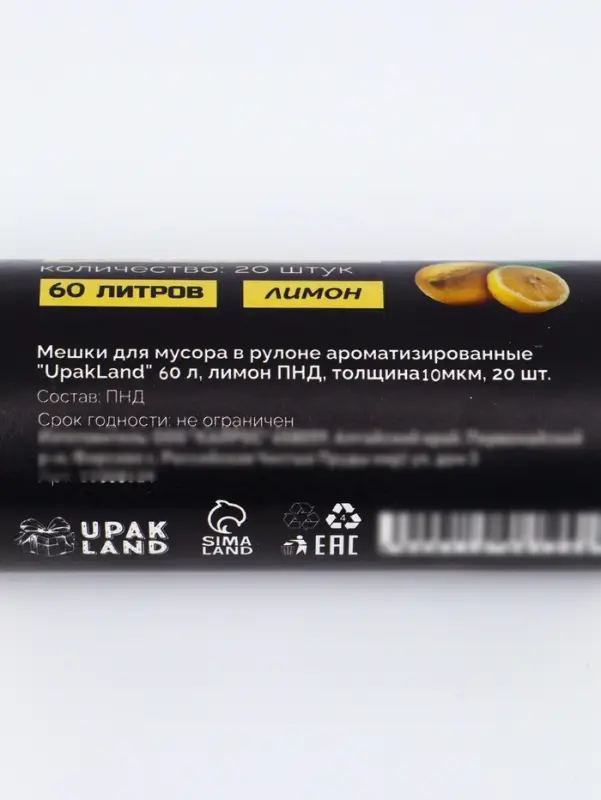 количество: 20 штук
60 ЛИТРОВ
ЛИМОН
Мешки для мусора в рулоне ароматизированные
"UpakLand" 60 л, лимон ПНД, толщина10мкм, 20 шт.
Состав: ПНД
Срок годности: не ограничен
UPAK
LAND
SIMA
LAND
4
EAC